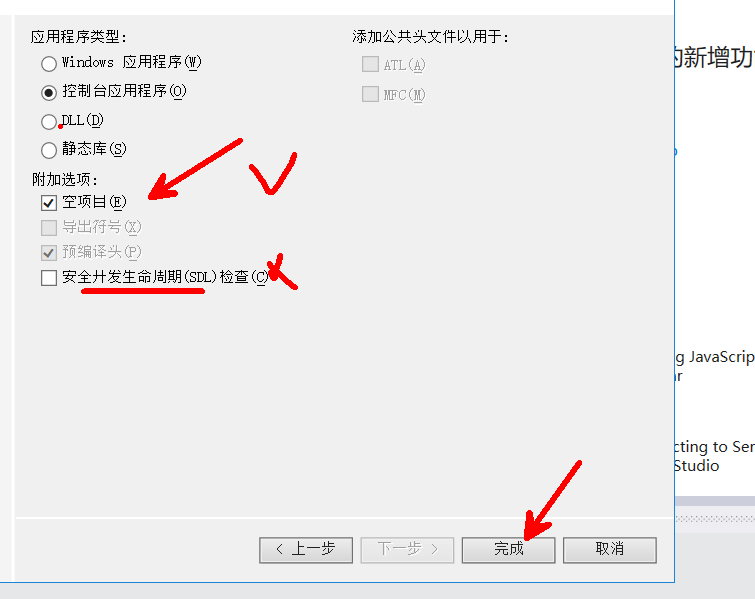 应用程序类型:
Windows 应用程序(W)
控制台应用程序(O)
DLL(D)
静态库(S)
附加选项:
空项目(E)
导出符号(X)
预编译头(P)
安全开发生命周期(SDL)检查(C)
添加公共头文件以用于:
ATL(A)
MFC(M)
< 上一步
下一步 >
完成
取消
的新增功
g JavaScrip
cting to Ser
Studio